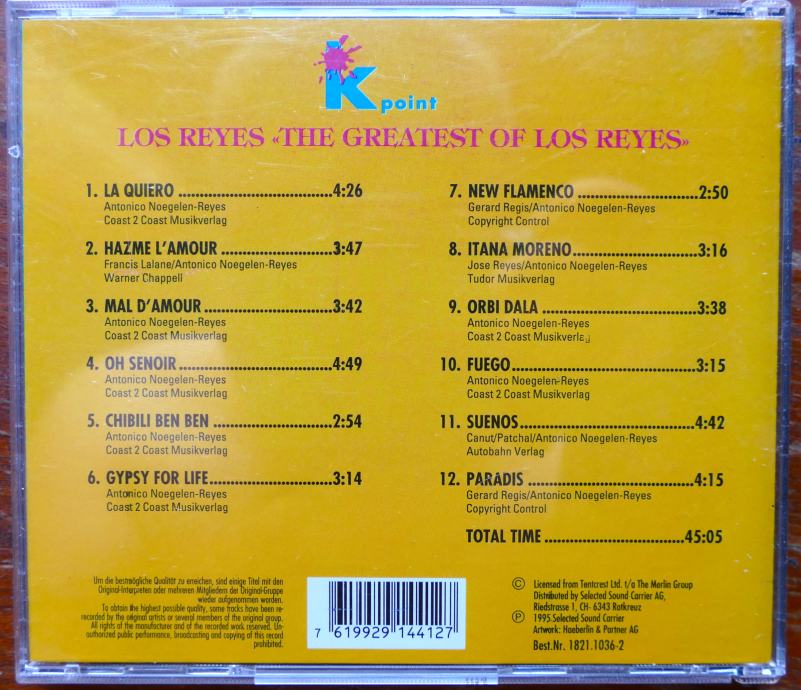 K point
LOS REYES «THE GREATEST OF LOS REYES»
1. LA QUIERO ....................................4:26
Antonico Noegelen-Reyes
Coast 2 Coast Musikverlag
2. HAZME L'AMOUR ..........................3:47
Francis Lalane/Antonico Noegelen-Reyes
Warner Chappell
3. MAL D'AMOUR ..............................3:42
Antonico Noegelen-Reyes
Coast 2 Coast Musikverlag
4. OH SENOIR ...................................4:49
Antonico Noegelen-Reyes
Coast 2 Coast Musikverlag
5. CHIBILI BEN BEN ............................2:54
Antonico Noegelen-Reyes
Coast 2 Coast Musikverlag
6. GYPSY FOR LIFE.............................3:14
Antonico Noegelen-Reyes
Coast 2 Coast Musikverlag
7. NEW FLAMENCO ............................2:50
Gerard Regis/Antonico Noegelen-Reyes
Copyright Control
8. ITANA MORENO.............................3:16
Jose Reyes/Antonico Noegelen-Reyes
Tudor Musikverlag
9. ORBI DALA ...................................3:38
Antonico Noegelen-Reyes
Coast 2 Coast Musikverlag
10. FUEGO..........................................3:15
Antonico Noegelen-Reyes
Coast 2 Coast Musikverlag
11. SUENOS........................................4:42
Canut/Patchal/Antonico Noegelen-Reyes
Autobahn Verlag
12. PARADIS .......................................4:15
Gerard Regis/Antonico Noegelen-Reyes
Copyright Control
TOTAL TIME .................................45:05
Um die bestmögliche Qualität zu erreichen, sind einige Titel mit den
Original-Interpreten oder mehreren Mitgliedern der Original-Gruppe
wieder aufgenommen worden.
To obtain the highest possible quality, some tracks have been re-
recorded by the original artists or several members of the original group.
All rights of the manufacturer and of the recorded work reserved. Un-
authorized public performance, broadcasting and copying of this record
prohibited.
7 619929 144127
© Licensed from Tentcrest Ltd. t/a The Merlin Group
Distributed by Selected Sound Carrier AG,
Riedstrasse 1, CH- 6343 Rotkreuz
℗ 1995 Selected Sound Carrier
Artwork: Haeberlin & Partner AG
Best.Nr. 1821.1036-2